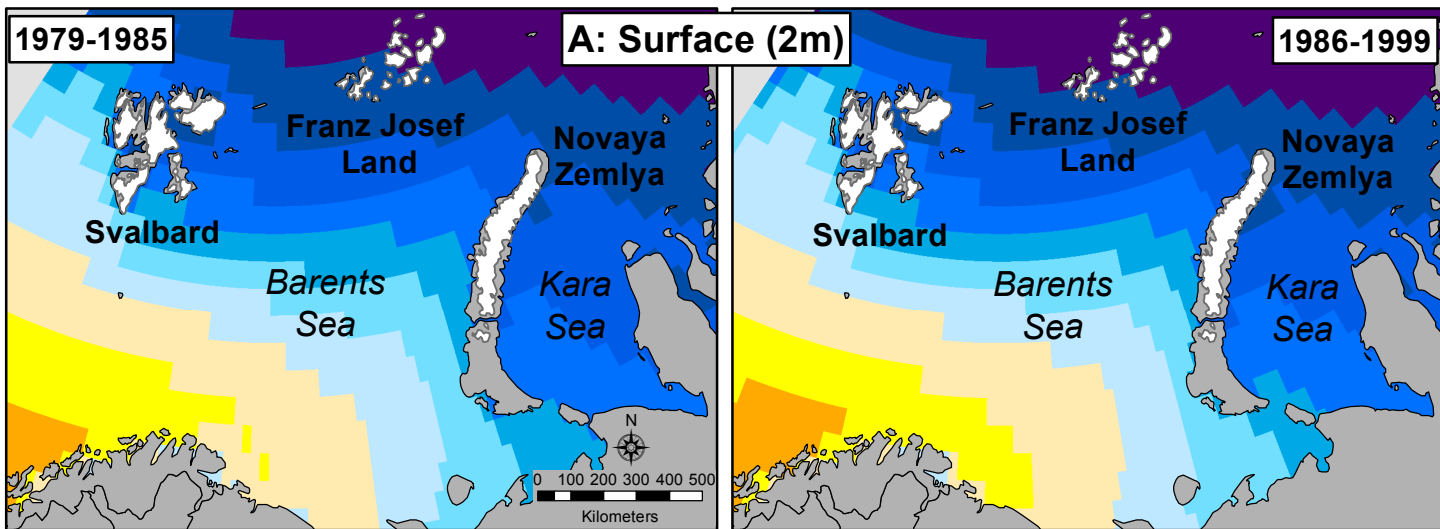 1979-1985
A: Surface (2m)
1986-1999
Franz Josef
Land
Novaya
Zemlya
Svalbard
Barents
Sea
Kara
Sea
N
0 100 200 300 400 500
Kilometers
Franz Josef
Land
Novaya
Zemlya
Svalbard
Barents
Sea
Kara
Sea